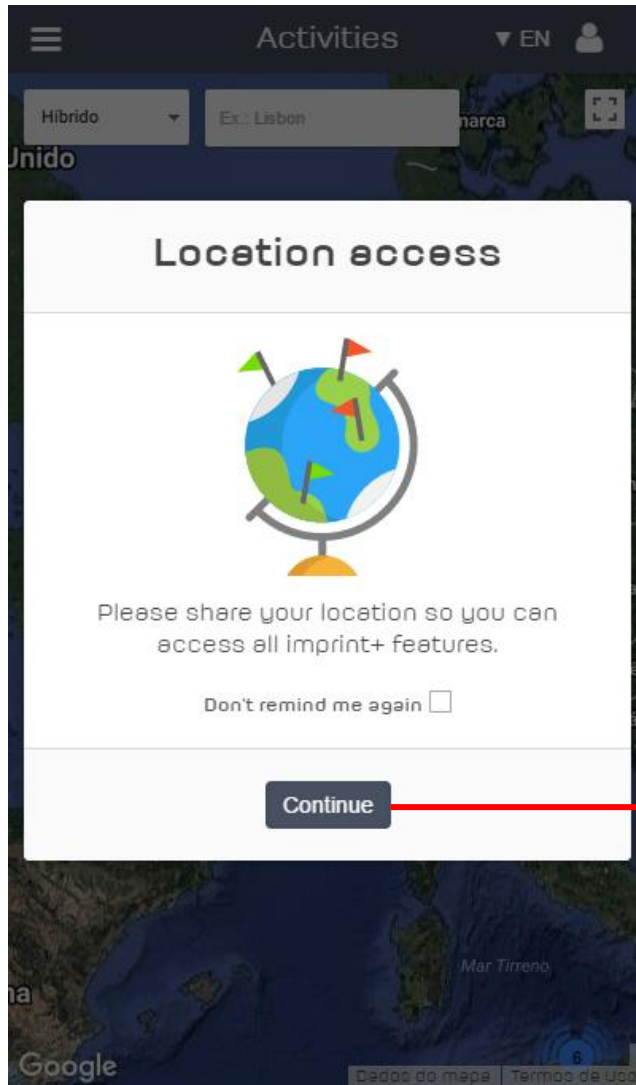 Activities ▼ EN
Híbrido Ex.: Lisbon
marca
Unido
Location access
Please share your location so you can
access all imprint+ features.
Don't remind me again
Continue
Mar Tirreno
na
6
Google Dados do mapa Termos de Uso